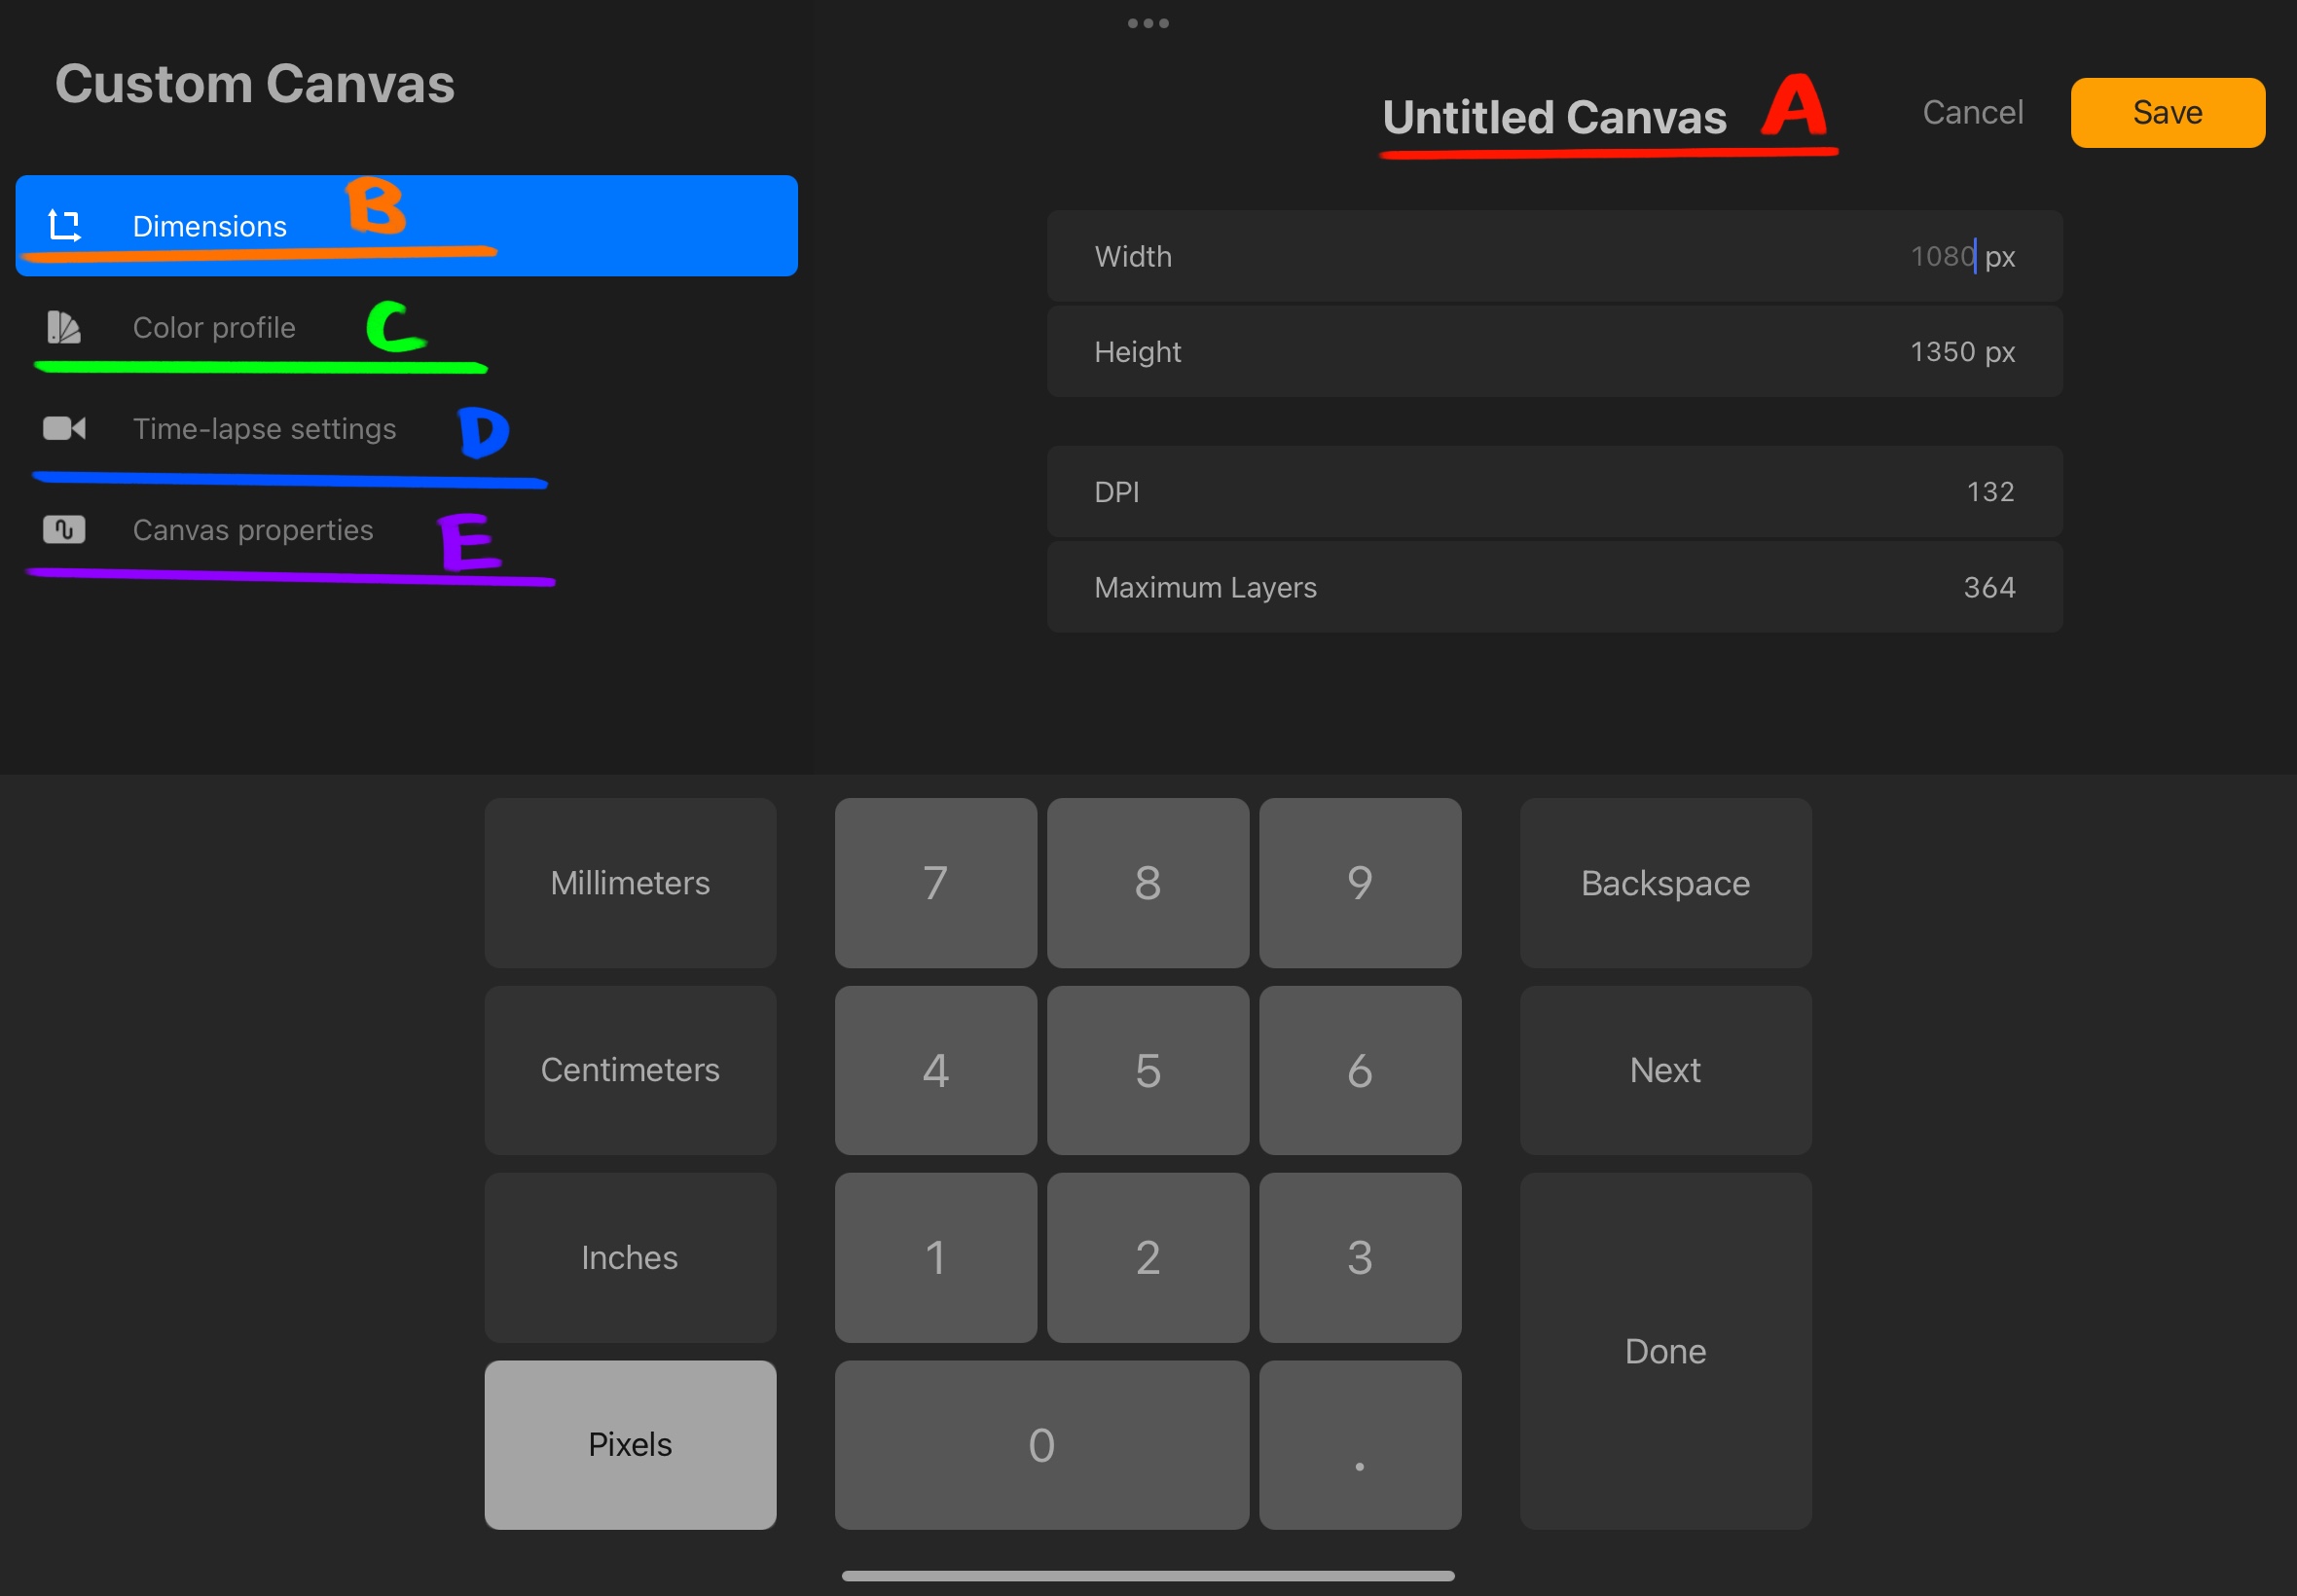 Custom Canvas
Untitled Canvas A
Cancel
Save
Dimensions B
Color profile C
Time-lapse settings D
Canvas properties E
Width 1080 px
Height 1350 px
DPI 132
Maximum Layers 364
Millimeters 7 8 9 Backspace
Centimeters 4 5 6 Next
Inches 1 2 3 Done
Pixels 0 .